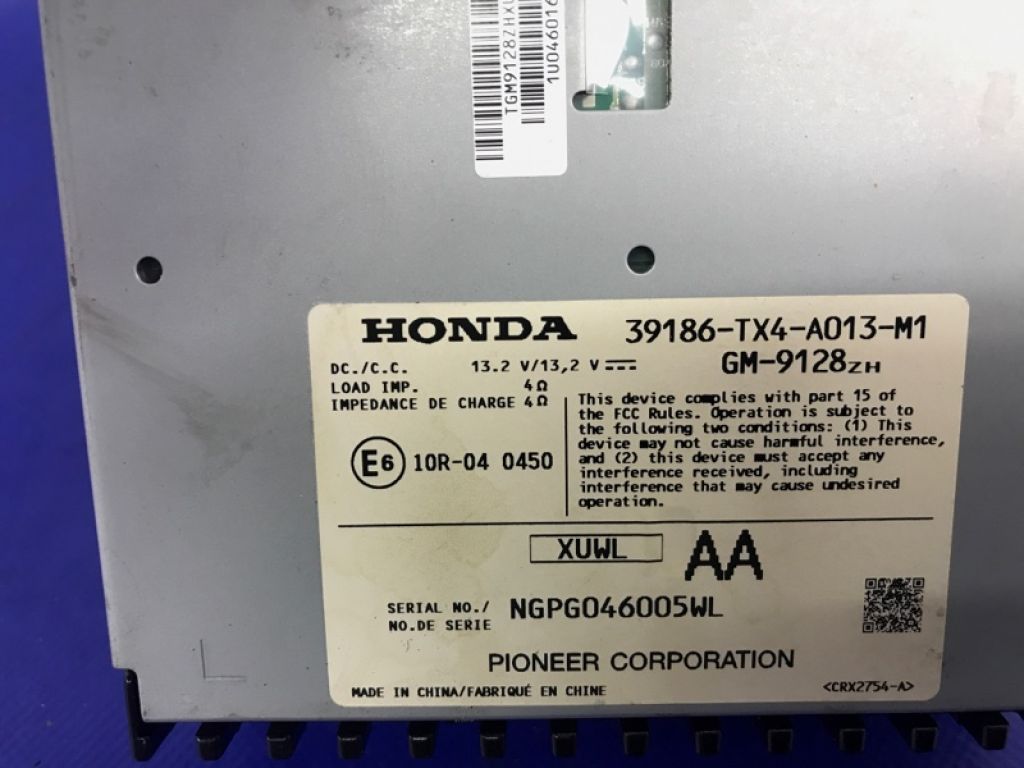 TGM9128ZHXU
1U046016
HONDA 39186-TX4-A013-M1
DC./C.C. 13.2 V/13,2 V GM-9128ZH
LOAD IMP. 4Ω
IMPEDANCE DE CHARGE 4Ω
This device complies with part 15 of
the FCC Rules. Operation is subject to
the following two conditions: (1) This
device may not cause harmful interference,
and (2) this device must accept any
interference received, including
interference that may cause undesired
operation.
E6 10R-04 0450
XUWL AA
SERIAL NO./
NO.DE SERIE NGPG046005WL
PIONEER CORPORATION
MADE IN CHINA/FABRIQUÉ EN CHINE <CRX2754-A>